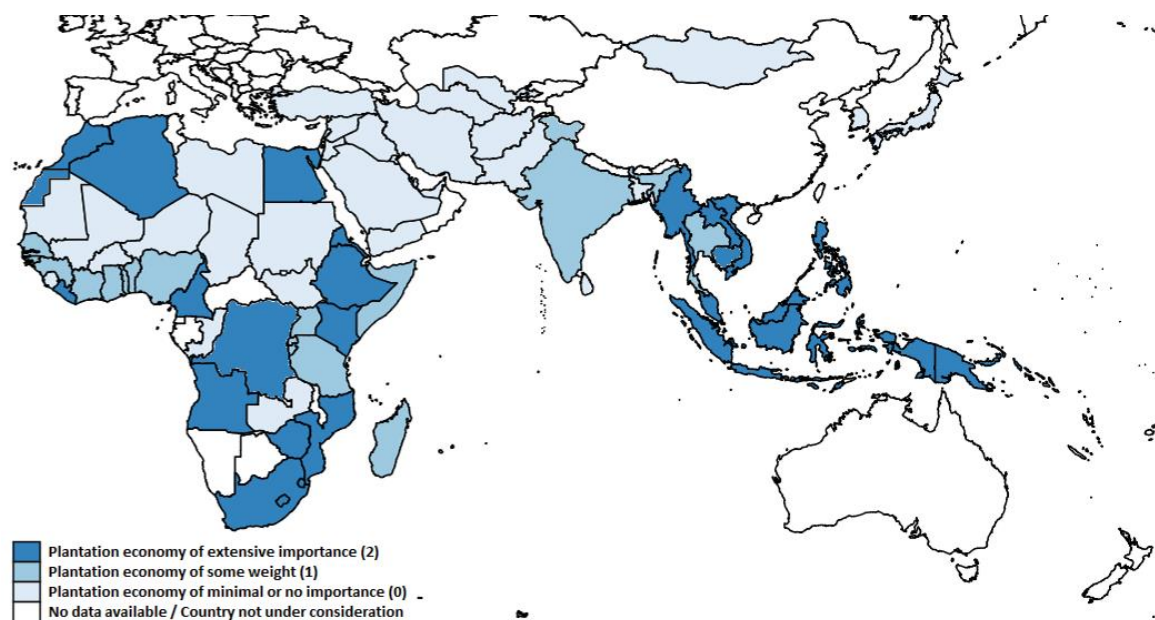 Plantation economy of extensive importance (2)
Plantation economy of some weight (1)
Plantation economy of minimal or no importance (0)
No data available / Country not under consideration